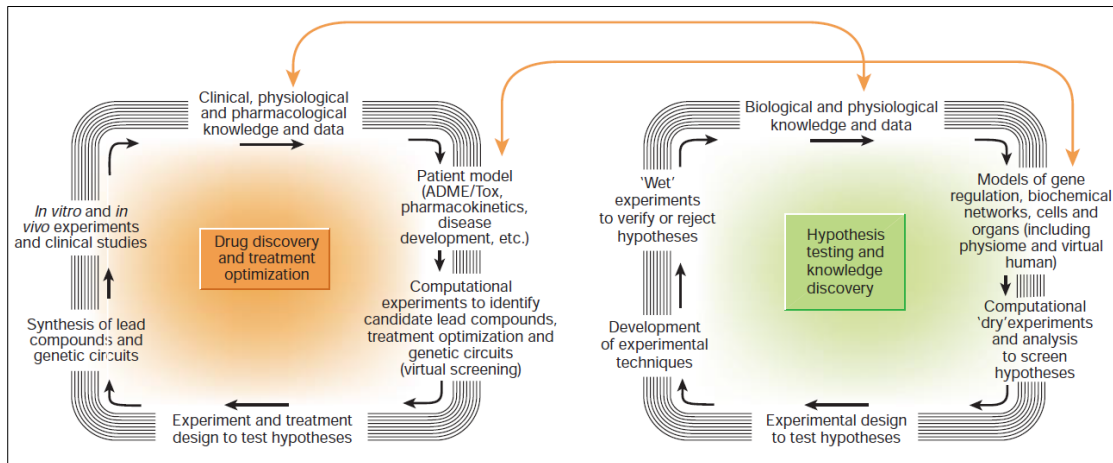 Clinical, physiological
and pharmacological
knowledge and data
Patient model
(ADME/Tox,
pharmacokinetics,
disease
development, etc.)
Computational
experiments to identify
candidate lead compounds,
treatment optimization and
genetic circuits
(virtual screening)
Experiment and treatment
design to test hypotheses
Synthesis of lead
compounds and
genetic circuits
In vitro and in
vivo experiments
and clinical studies
Drug discovery
and treatment
optimization
Biological and physiological
knowledge and data
Models of gene
regulation, biochemical
networks, cells and
organs (including
physiome and virtual
human)
Computational
'dry'experiments
and analysis
to screen
hypotheses
Experimental design
to test hypotheses
Development
of experimental
techniques
'Wet'
experiments
to verify or reject
hypotheses
Hypothesis
testing and
knowledge
discovery